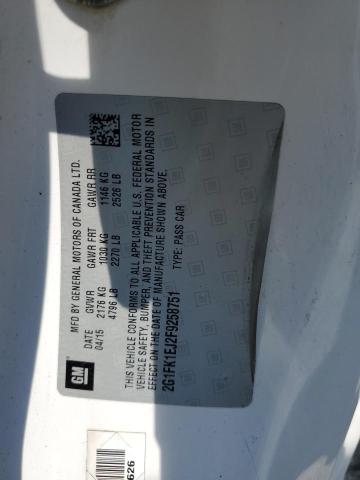 GM
MFD BY GENERAL MOTORS OF CANADA LTD.
DATE GVWR GAWR FRT GAWR RR
04/15 2176 KG 1030 KG 1146 KG
4796 LB 2270 LB 2526 LB
THIS VEHICLE CONFORMS TO ALL APPLICABLE U.S. FEDERAL MOTOR
VEHICLE SAFETY, BUMPER, AND THEFT PREVENTION STANDARDS IN
EFFECT ON THE DATE OF MANUFACTURE SHOWN ABOVE.
2G1FK1EJ2F9258751 TYPE: PASS CAR
626